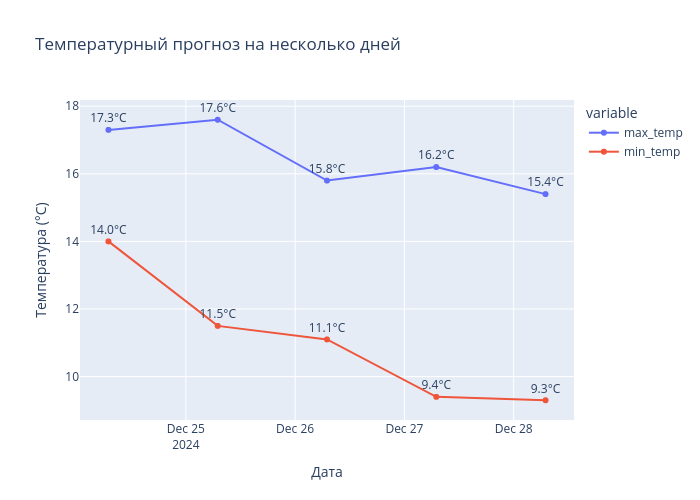 Температурный прогноз на несколько дней
18
16
14
12
10
Температура (°C)
17.3°C
17.6°C
15.8°C
16.2°C
15.4°C
14.0°C
11.5°C
11.1°C
9.4°C
9.3°C
Dec 25
2024
Dec 26
Dec 27
Dec 28
Дата
variable
max_temp
min_temp